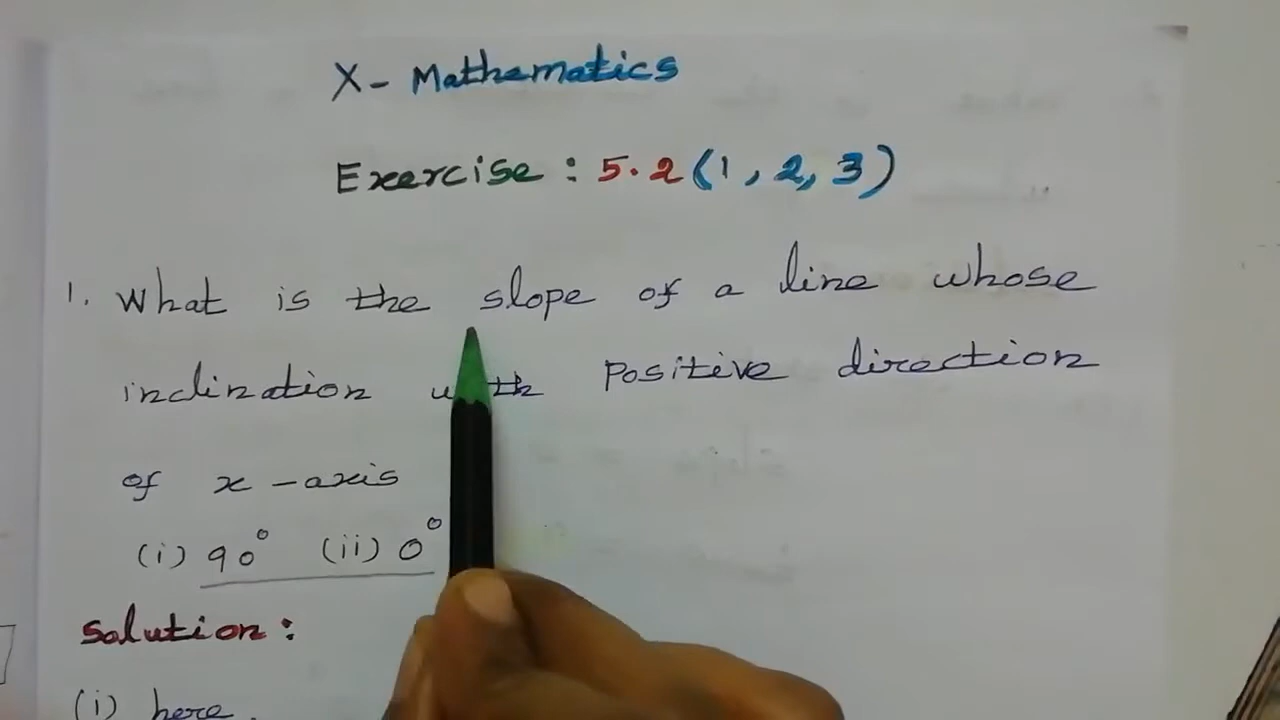 X - Mathematics
Exercise : 5.2 (1, 2, 3)
1. What is the slope of a line whose
inclination with positive direction
of x-axis
(i) 90° (ii) 0°
Solution :
(i) here,